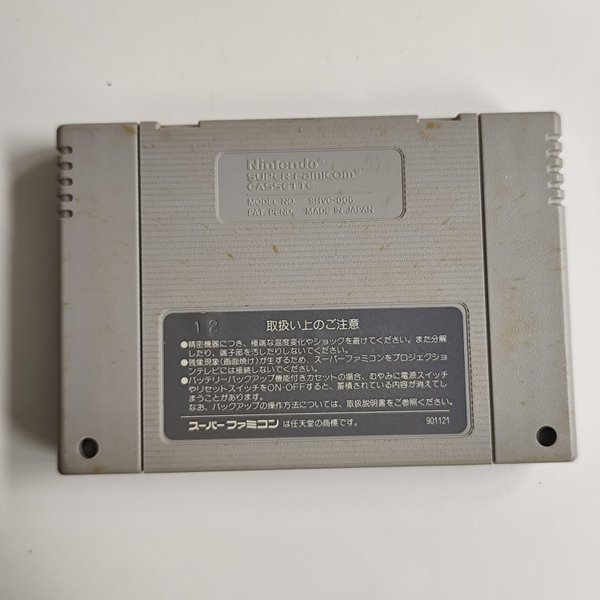 Nintendo®
SUPER FAMICOM®
CASSETTE
MODEL NO. SHVC-006
PAT. PEND. MADE IN JAPAN
12
取扱い上のご注意
●精密機器につき、極端な温度変化やショックを避けてください。また分解
したり、端子部を汚したりしないでください。
●残像現象(画面焼け)が生ずるため、スーパーファミコンをプロジェクショ
ンテレビには接続しないでください。
●バッテリーバックアップ機能付きカセットの場合、むやみに電源スイッチ
やリセットスイッチをON・OFFすると、蓄積されている内容が消えてし
まうことがあります。
なお、バックアップの操作方法については、取扱説明書をご参照ください。
スーパーファミコンは任天堂の商標です。 901121